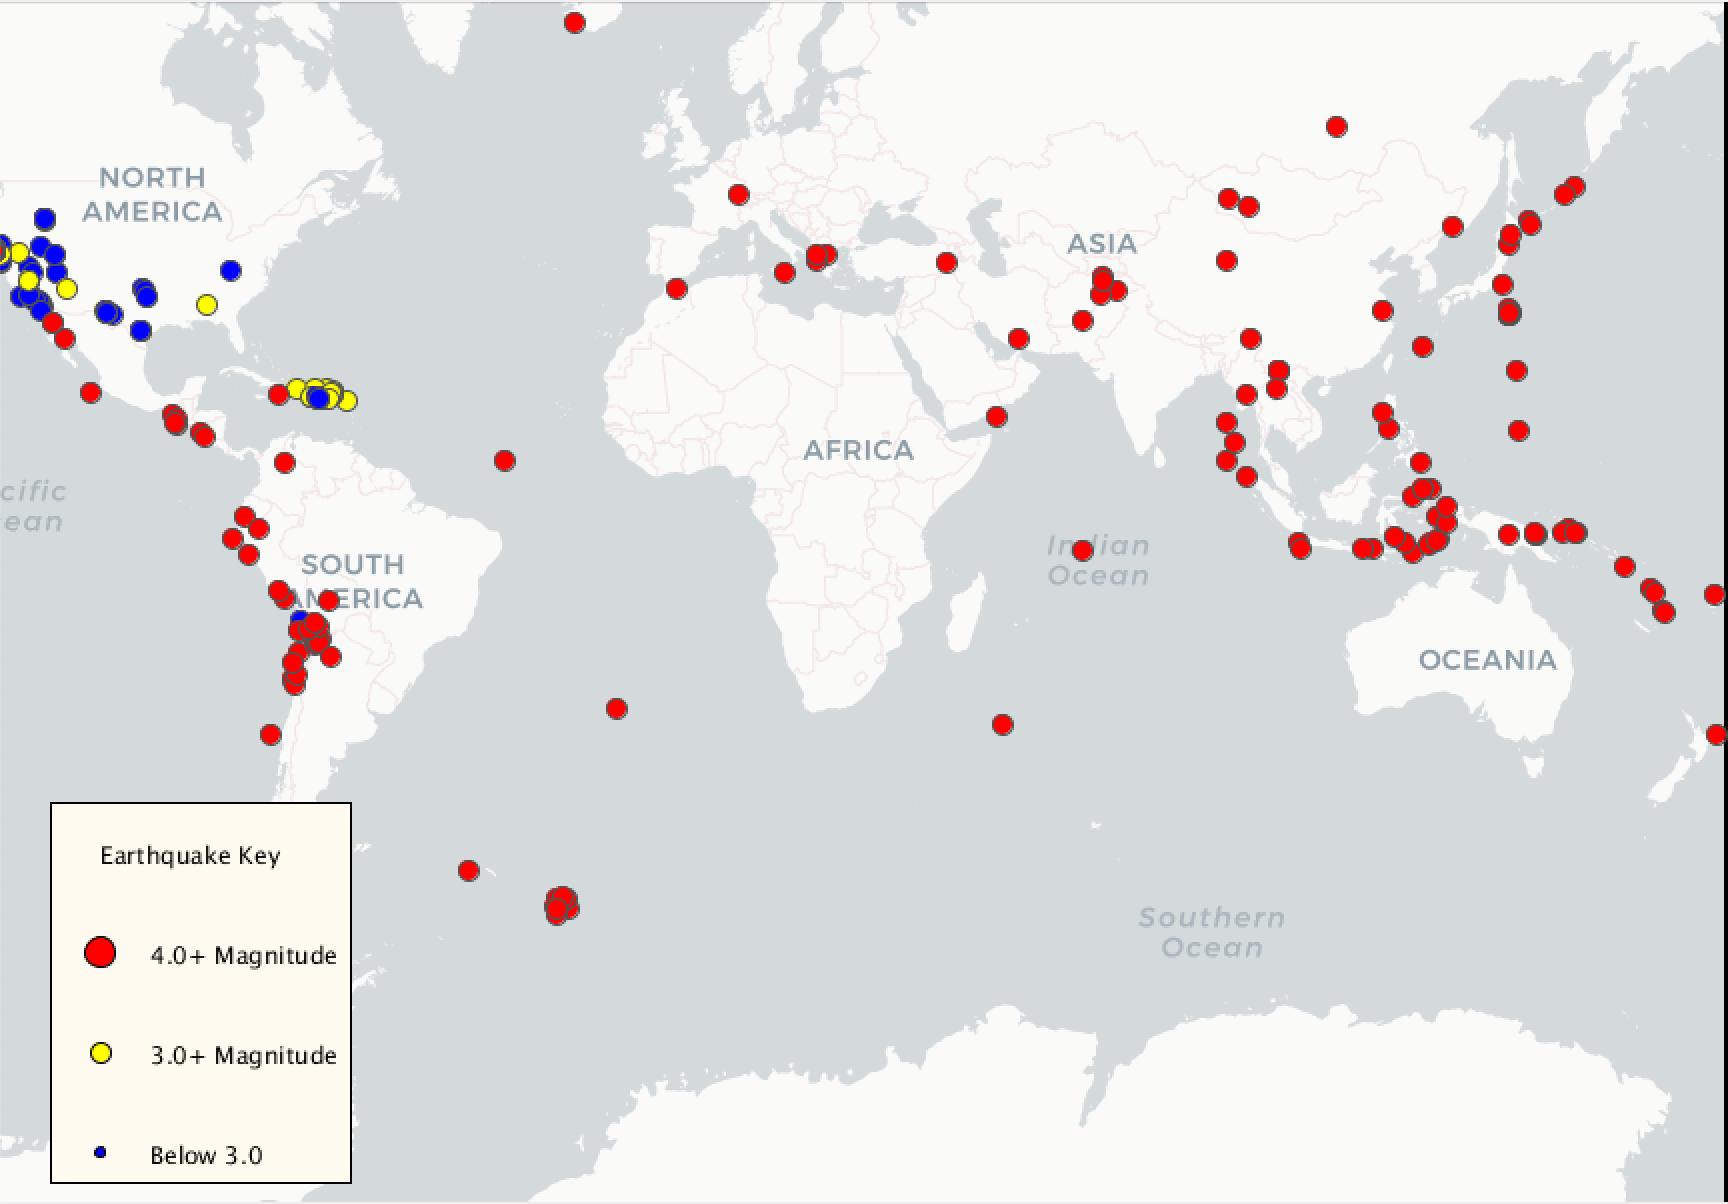 NORTH
AMERICA
ASIA
AFRICA
cific
ean
SOUTH
AMERICA
Indian
Ocean
OCEANIA
Southern
Ocean
Earthquake Key
4.0+ Magnitude
3.0+ Magnitude
Below 3.0